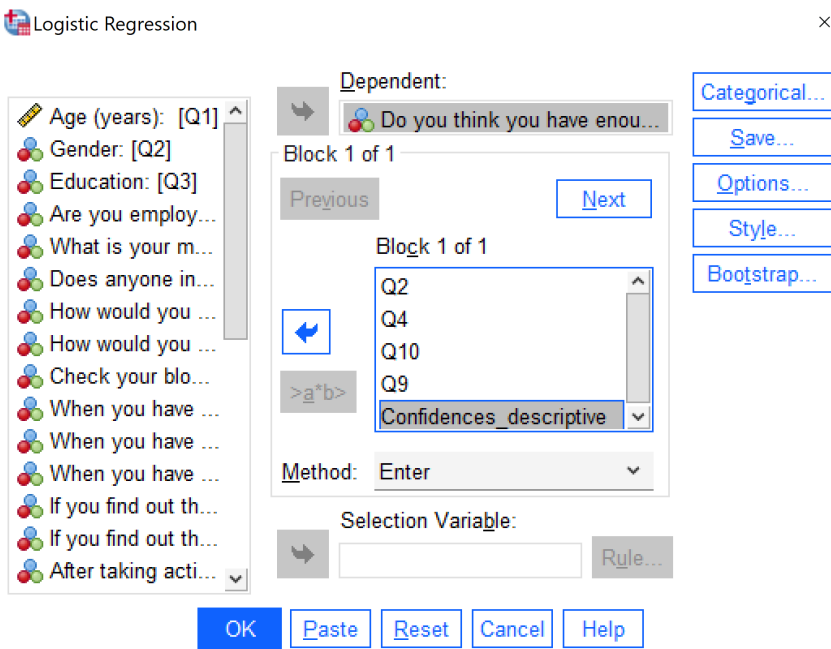 Logistic Regression
Age (years): [Q1]
Gender: [Q2]
Education: [Q3]
Are you employ...
What is your m...
Does anyone in...
How would you ...
How would you ...
Check your blo...
When you have ...
When you have ...
When you have ...
If you find out th...
If you find out th...
After taking acti...
Dependent:
Do you think you have enou...
Block 1 of 1
Previous
Next
Block 1 of 1
Q2
Q4
Q10
Q9
Confidences_descriptive
>a*b>
Method:
Enter
Selection Variable:
Rule...
Categorical...
Save...
Options...
Style...
Bootstrap...
OK
Paste
Reset
Cancel
Help